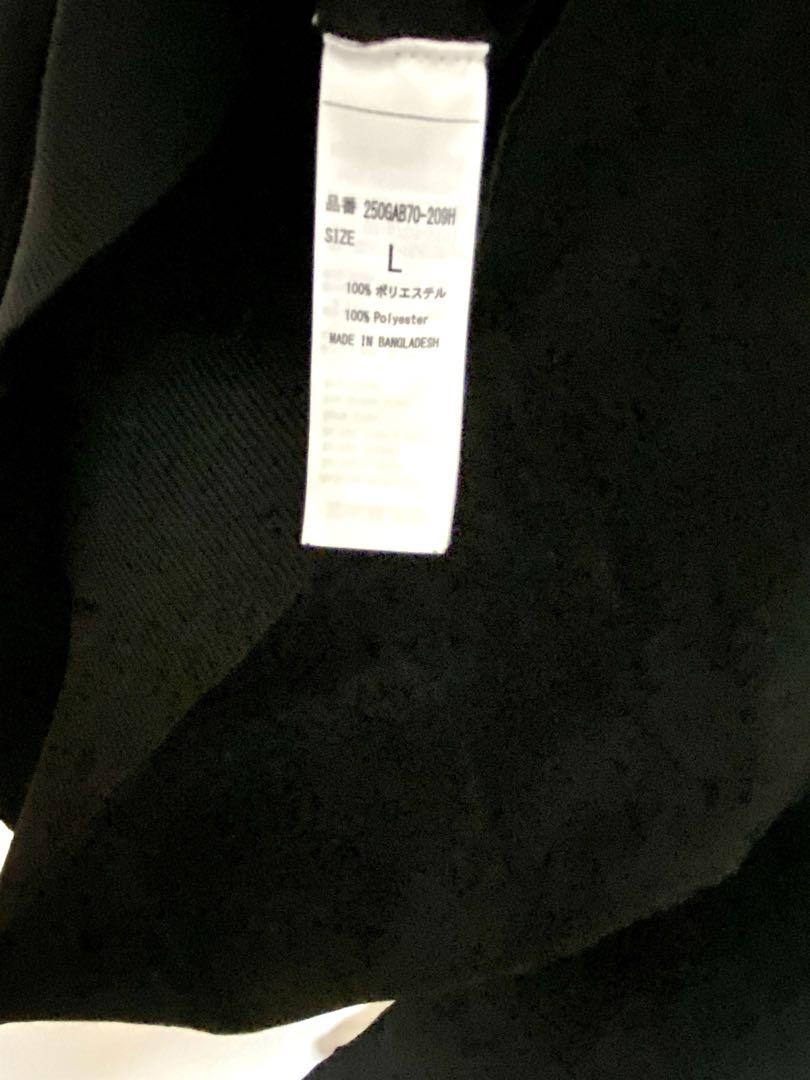 品番 250GAB70-209H
SIZE
L
100% ポリエステル
100% Polyester
MADE IN BANGLADESH